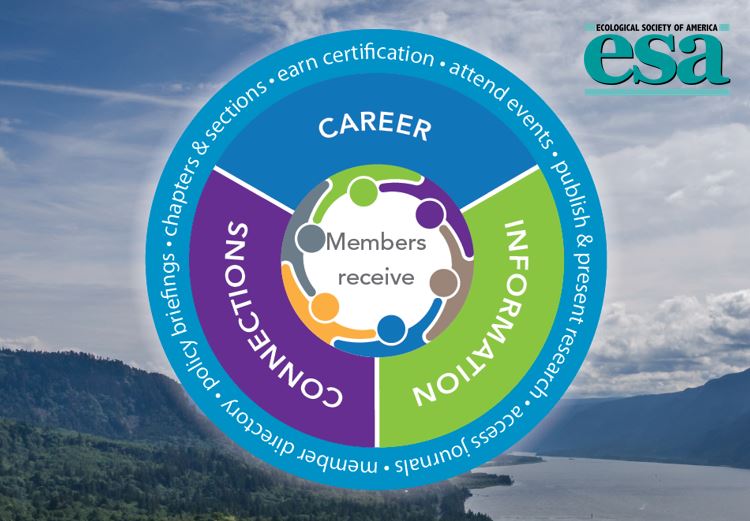 ECOLOGICAL SOCIETY OF AMERICA
esa
chapters & sections • earn certification • attend events • publish & present research • access journals • member directory • policy briefings •
CAREER
INFORMATION
CONNECTIONS
Members
receive